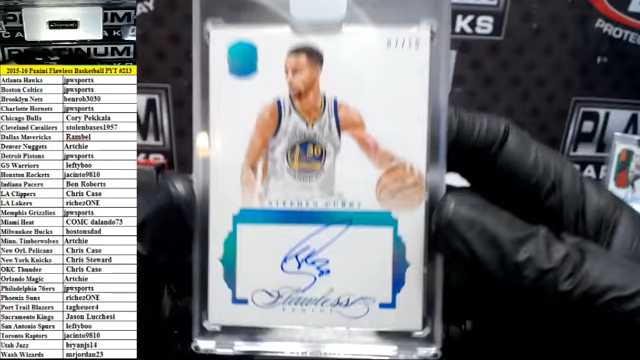 PLATINUM
2015-16 Panini Flawless Basketball PYT #213
Atlanta Hawks jpwsports
Boston Celtics jpwsports
Brooklyn Nets benrob3030
Charlotte Hornets jpwsports
Chicago Bulls Cory Pekkala
Cleveland Cavaliers stolenbases1957
Dallas Mavericks Rambel
Denver Nuggets Artchie
Detroit Pistons jpwsports
GS Warriors leftyboo
Houston Rockets jacinto9810
Indiana Pacers Ben Roberts
LA Clippers Chris Case
LA Lakers richezONE
Memphis Grizzlies jpwsports
Miami Heat COMC dalando73
Milwaukee Bucks bostonsdad
Minn. Timberwolves Artchie
New Orl. Pelicans Chris Case
New York Knicks Chris Steward
OKC Thunder Chris Case
Orlando Magic Artchie
Philadelphia 76ers jpwsports
Phoenix Suns richezONE
Port Trail Blazers tagheuer4
Sacramento Kings Jason Lucchesi
San Antonio Spurs leftyboo
Toronto Raptors jacinto9810
Utah Jazz bryanjs14
Wash Wizards mrjordan23
WARRIORS
30
STEPHEN CURRY
Flawless
PANINI
PLATINUM